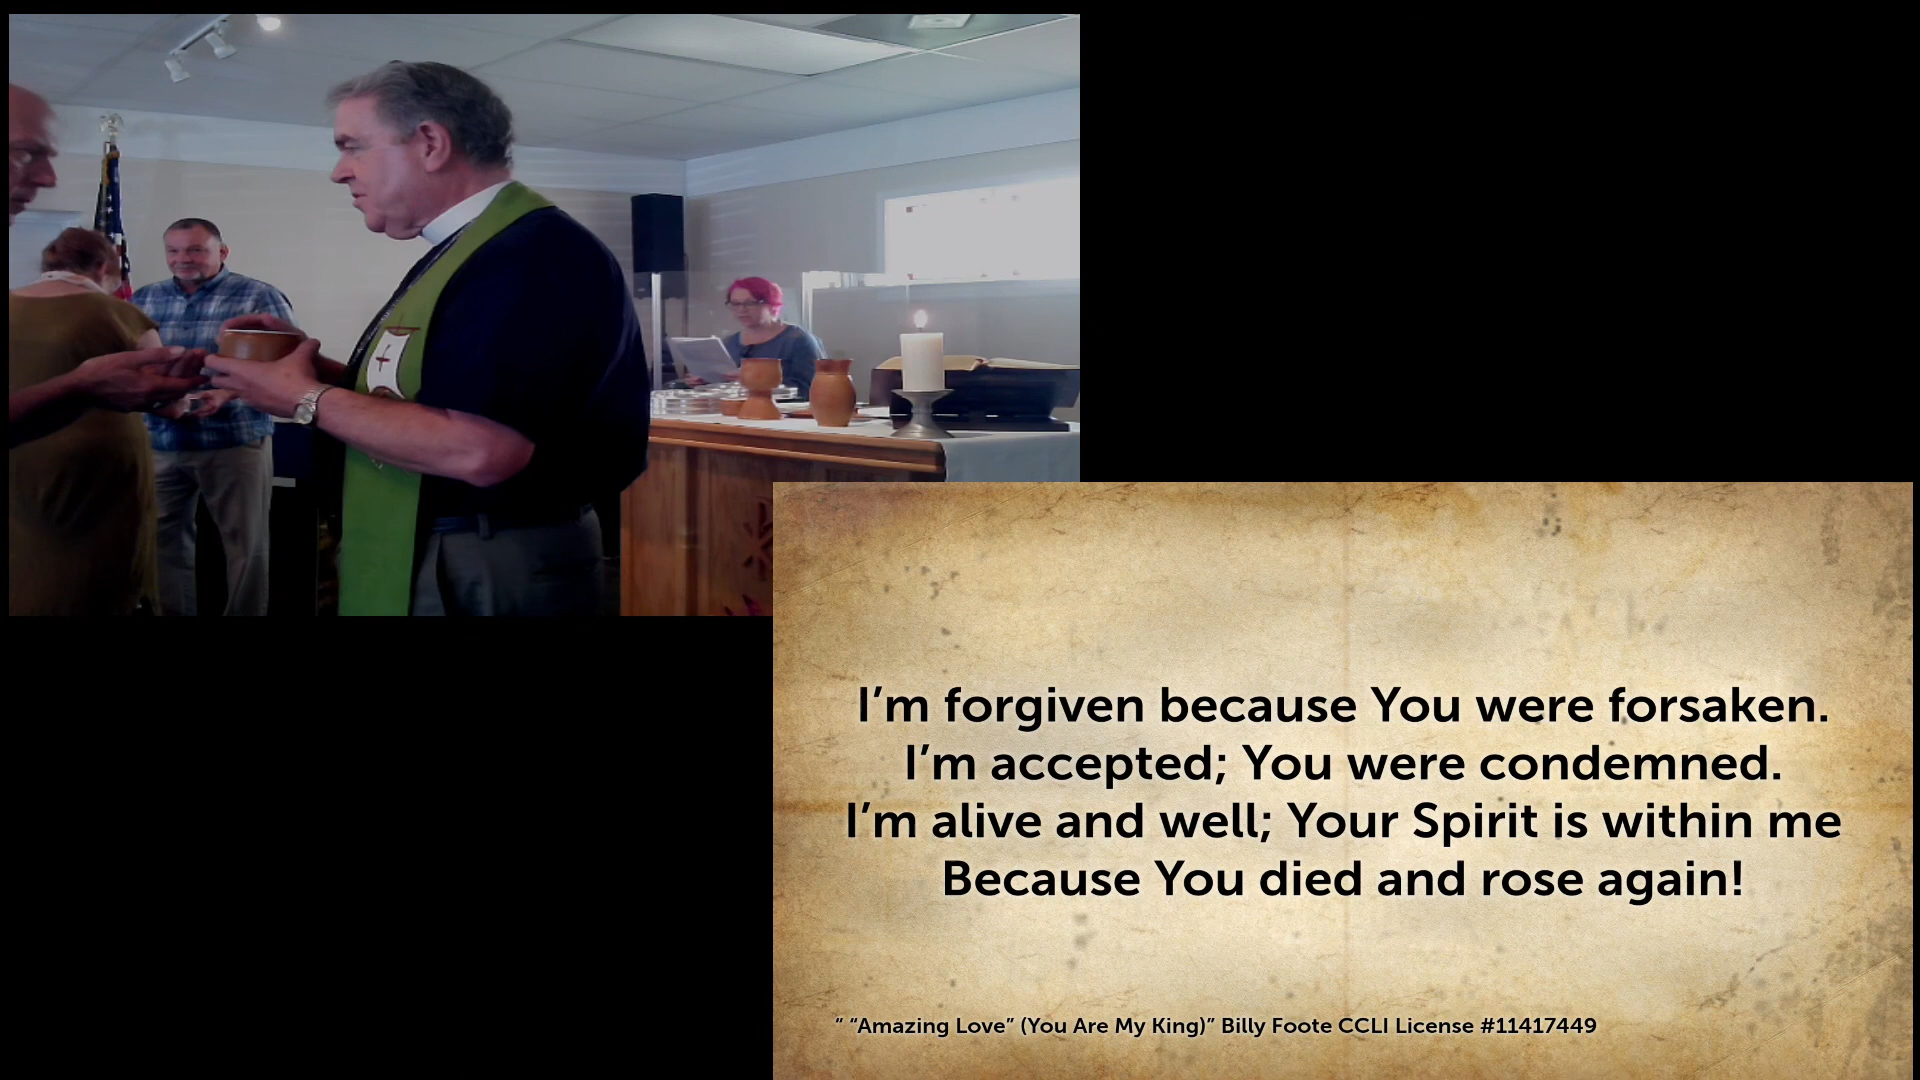 I’m forgiven because You were forsaken.
I’m accepted; You were condemned.
I’m alive and well; Your Spirit is within me
Because You died and rose again!
“ “Amazing Love” (You Are My King)” Billy Foote CCLI License #11417449